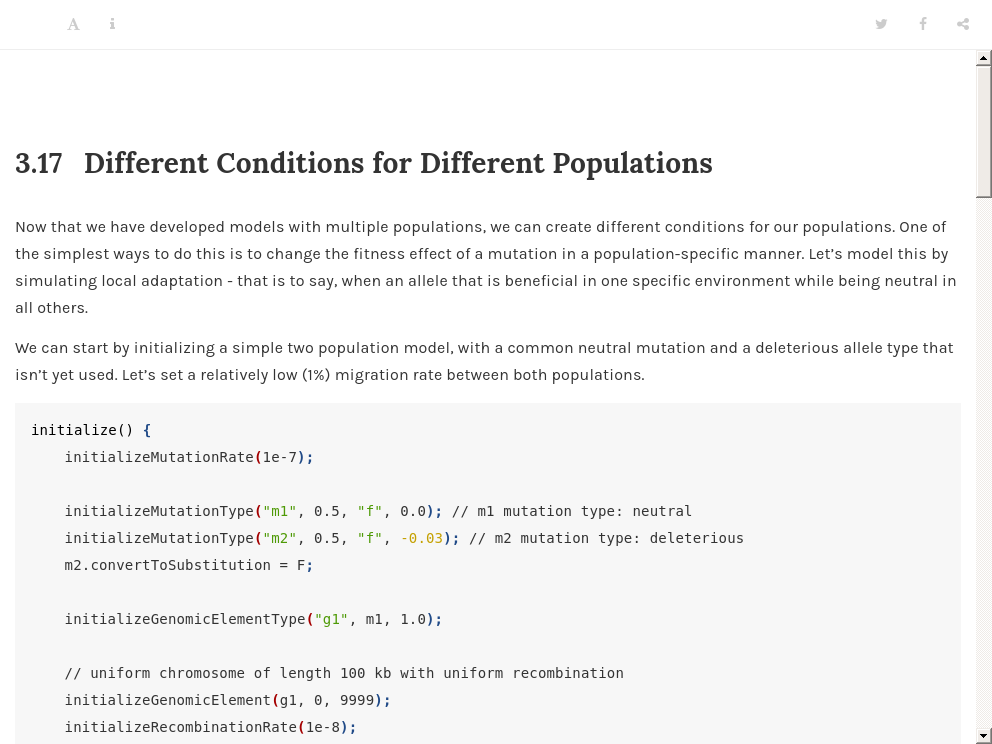 A i
3.17 Different Conditions for Different Populations
Now that we have developed models with multiple populations, we can create different conditions for our populations. One of
the simplest ways to do this is to change the fitness effect of a mutation in a population-specific manner. Let’s model this by
simulating local adaptation - that is to say, when an allele that is beneficial in one specific environment while being neutral in
all others.
We can start by initializing a simple two population model, with a common neutral mutation and a deleterious allele type that
isn’t yet used. Let’s set a relatively low (1%) migration rate between both populations.
initialize() {
    initializeMutationRate(1e-7);
    initializeMutationType("m1", 0.5, "f", 0.0); // m1 mutation type: neutral
    initializeMutationType("m2", 0.5, "f", -0.03); // m2 mutation type: deleterious
    m2.convertToSubstitution = F;
    initializeGenomicElementType("g1", m1, 1.0);
    // uniform chromosome of length 100 kb with uniform recombination
    initializeGenomicElement(g1, 0, 9999);
    initializeRecombinationRate(1e-8);